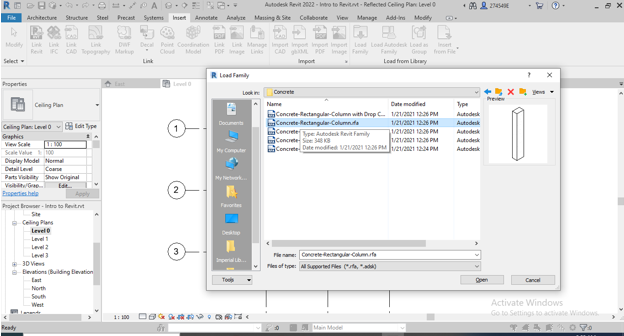 Autodesk Revit 2022 - Intro to Revit.rvt - Reflected Ceiling Plan: Level 0
274549E
File Architecture Structure Steel Precast Systems Insert Annotate Analyze Massing & Site Collaborate View Manage Add-Ins Modify
Modify Link Revit Link IFC Link CAD Link Topography DWF Markup Decal Point Cloud Coordination Model Link PDF Link Image Manage Links Import CAD Import gbXML Import PDF Import Image Load Family Load Autodesk Family Load as Group Insert from File
Select Link Import Load from Library
Properties
East
Level 0
Ceiling Plan
Ceiling Plan: Level 0 Edit Type
Graphics
View Scale 1 : 100
Scale Value 1: 100
Display Model Normal
Detail Level Coarse
Parts Visibility Show Original
Visibility/Grap... Edit...
Properties help Apply
Project Browser - Intro to Revit.rvt
Site
Ceiling Plans
Level 0
Level 1
Level 2
Level 3
3D Views
Elevations (Building Elevation
East
North
South
West
Legends
1
2
3
Load Family
Look in: Concrete
Views
Name Date modified Type
Preview
Concrete-Rectangular-Column with Drop C... 1/21/2021 12:26 PM Autodesk
Concrete-Rectangular-Column.rfa 1/21/2021 12:26 PM Autodesk
Concrete- 1/21/2021 12:26 PM Autodesk
Concrete- 1/21/2021 12:26 PM Autodesk
Concrete- 1/21/2021 12:26 PM Autodesk
Type: Autodesk Revit Family
Size: 348 KB
Date modified: 1/21/2021 12:26 PM
Documents
My Computer
My Network...
Favorites
Desktop
Imperial Lib...
File name: Concrete-Rectangular-Column.rfa
Files of type: All Supported Files (*.rfa, *.adsk)
Tools Open Cancel
Activate Windows
Go to Settings to activate Windows.
1 : 100
Ready :0 Main Model :0